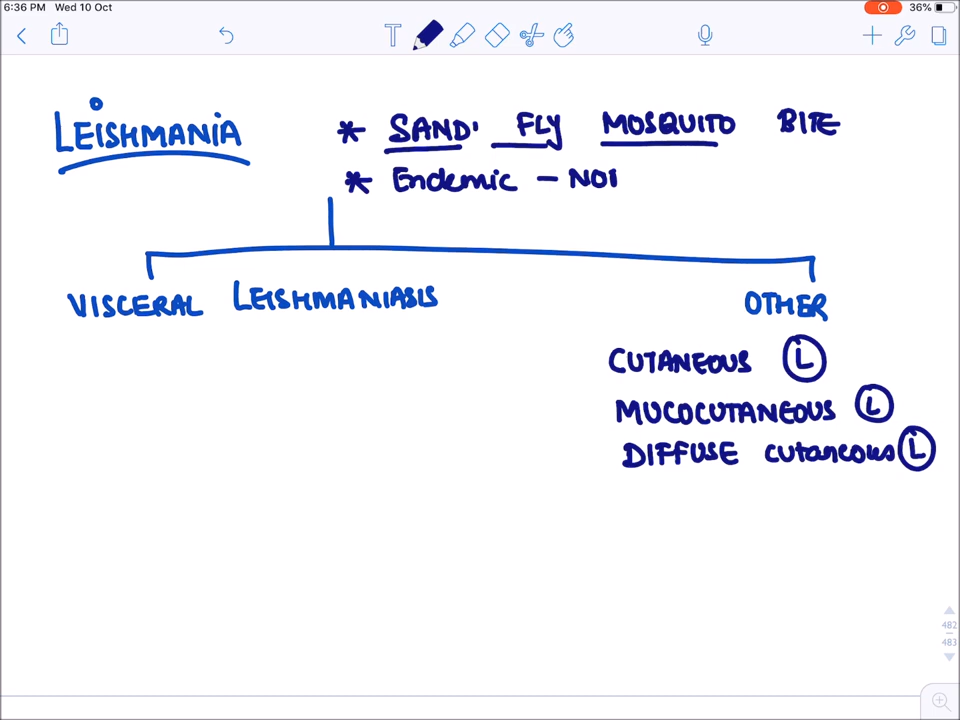 6:36 PM Wed 10 Oct 36%
T
LEISHMANIA * SAND FLY MOSQUITO BITE
* Endemic - NOI
VISCERAL LEISHMANIASIS OTHER
CUTANEOUS L
MUCOCUTANEOUS L
DIFFUSE cutaneous L
482
483